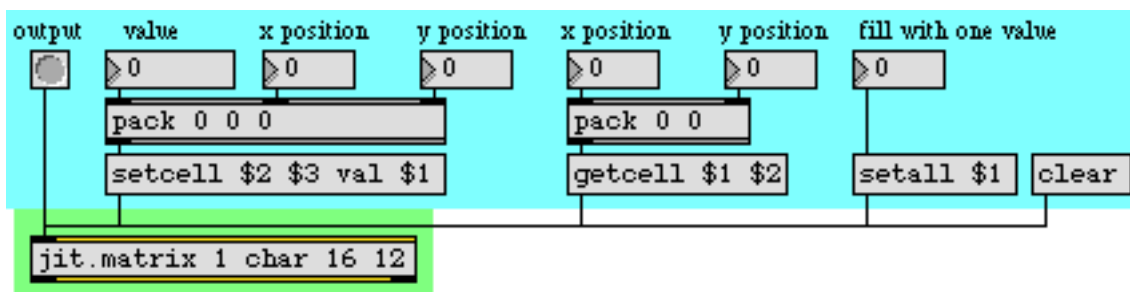 output value x position y position x position y position fill with one value
0 0 0 0 0 0
pack 0 0 0 pack 0 0
setcell $2 $3 val $1 getcell $1 $2 setall $1 clear
jit.matrix 1 char 16 12